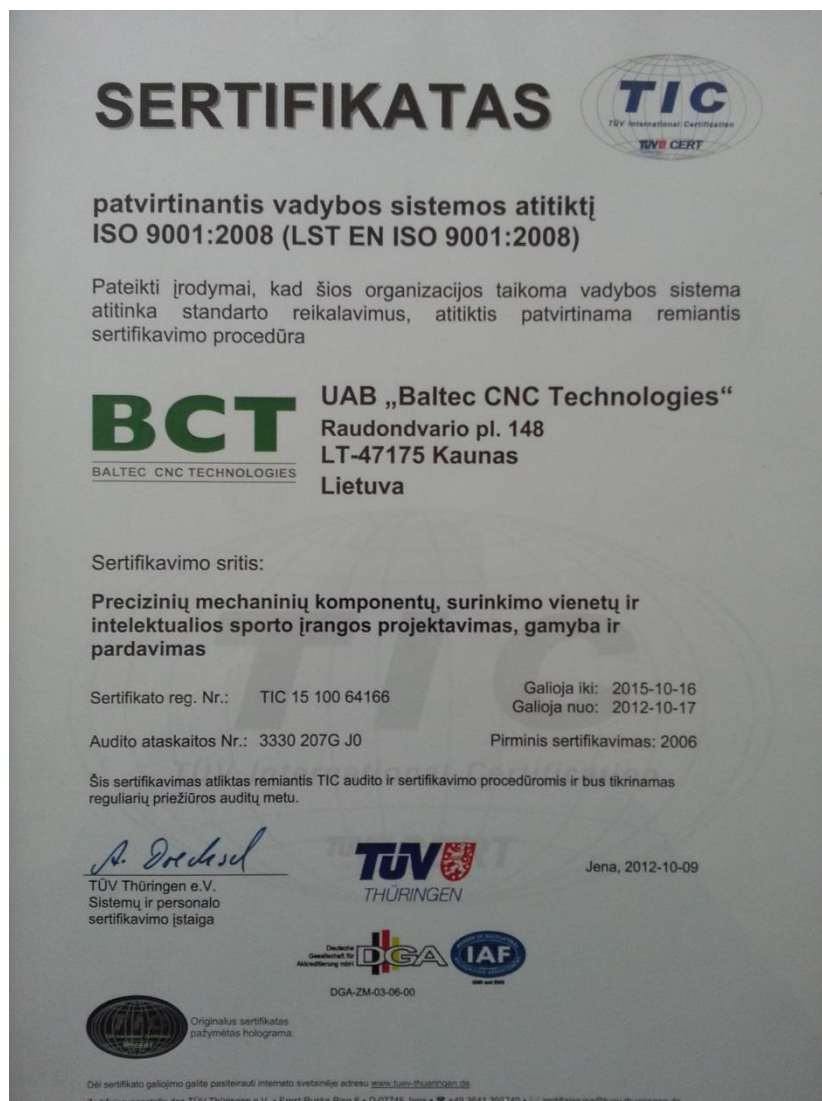 SERTIFIKATAS
TIC
TÜV International Certification
TÜV CERT
patvirtinantis vadybos sistemos atitiktį
ISO 9001:2008 (LST EN ISO 9001:2008)
Pateikti įrodymai, kad šios organizacijos taikoma vadybos sistema
atitinka standarto reikalavimus, atitiktis patvirtinama remiantis
sertifikavimo procedūra
BCT
BALTEC CNC TECHNOLOGIES
UAB „Baltec CNC Technologies“
Raudondvario pl. 148
LT-47175 Kaunas
Lietuva
Sertifikavimo sritis:
Precizinių mechaninių komponentų, surinkimo vienetų ir
intelektualios sporto įrangos projektavimas, gamyba ir
pardavimas
Sertifikato reg. Nr.: TIC 15 100 64166
Galioja iki: 2015-10-16
Galioja nuo: 2012-10-17
Audito ataskaitos Nr.: 3330 207G J0
Pirminis sertifikavimas: 2006
Šis sertifikavimas atliktas remiantis TIC audito ir sertifikavimo procedūromis ir bus tikrinamas
reguliarių priežiūros auditų metu.
A. Drechsel
TÜV Thüringen e.V.
Sistemų ir personalo
sertifikavimo įstaiga
TÜV
THÜRINGEN
Jena, 2012-10-09
Deutsche
Gesellschaft für
Akkreditierung mbH
DGA
IAF
DGA-ZM-03-06-00
Originalus sertifikatas
pažymėtas holograma.
Dėl sertifikato galiojimo galite pasiteirauti interneto svetainėje adresu www.tuev-thueringen.de